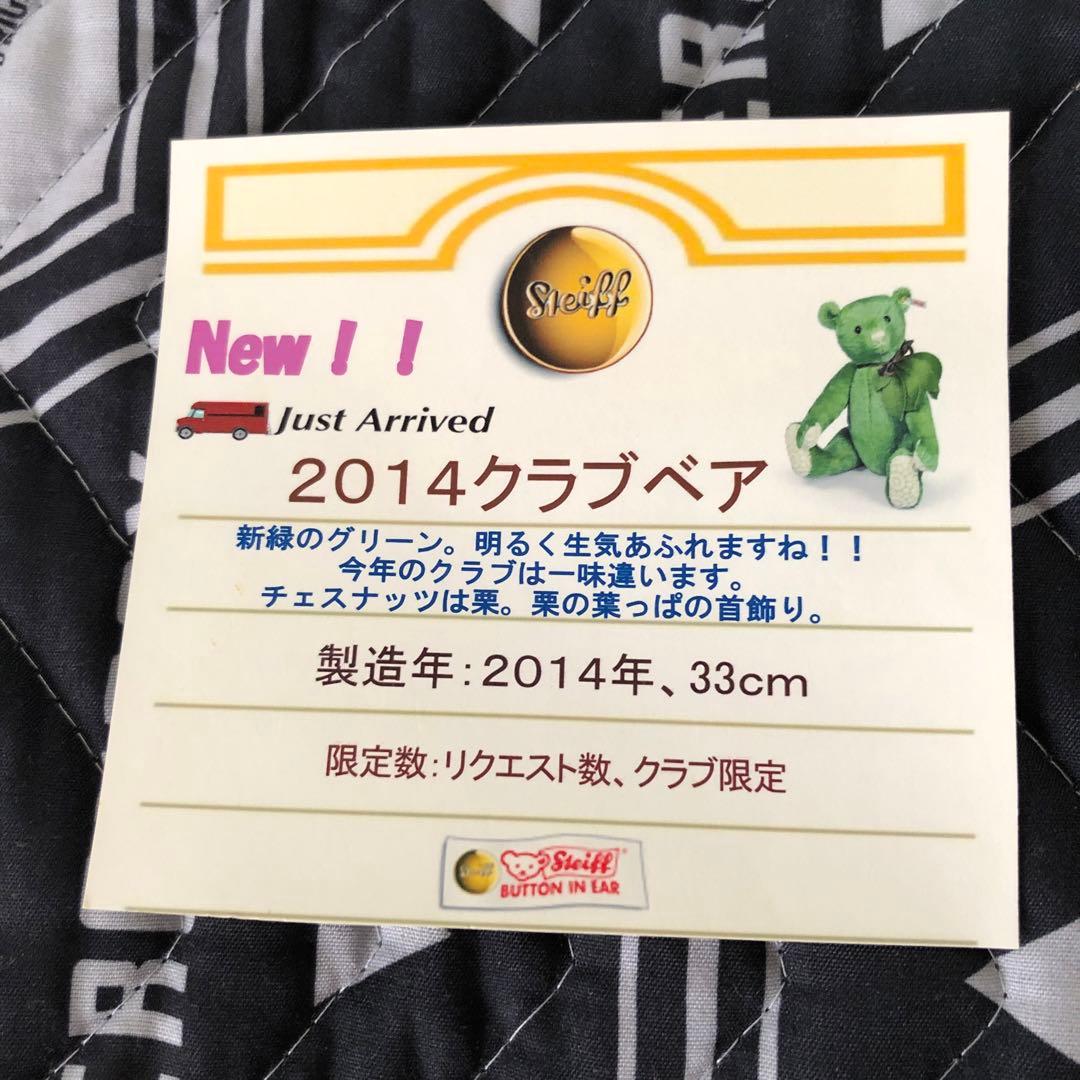 Steiff
New！！
Just Arrived
2014クラブベア
新緑のグリーン。明るく生気あふれますね！！
今年のクラブは一味違います。
チェスナッツは栗。栗の葉っぱの首飾り。
製造年：2014年、33cm
限定数：リクエスト数、クラブ限定
Steiff
Steiff
BUTTON IN EAR